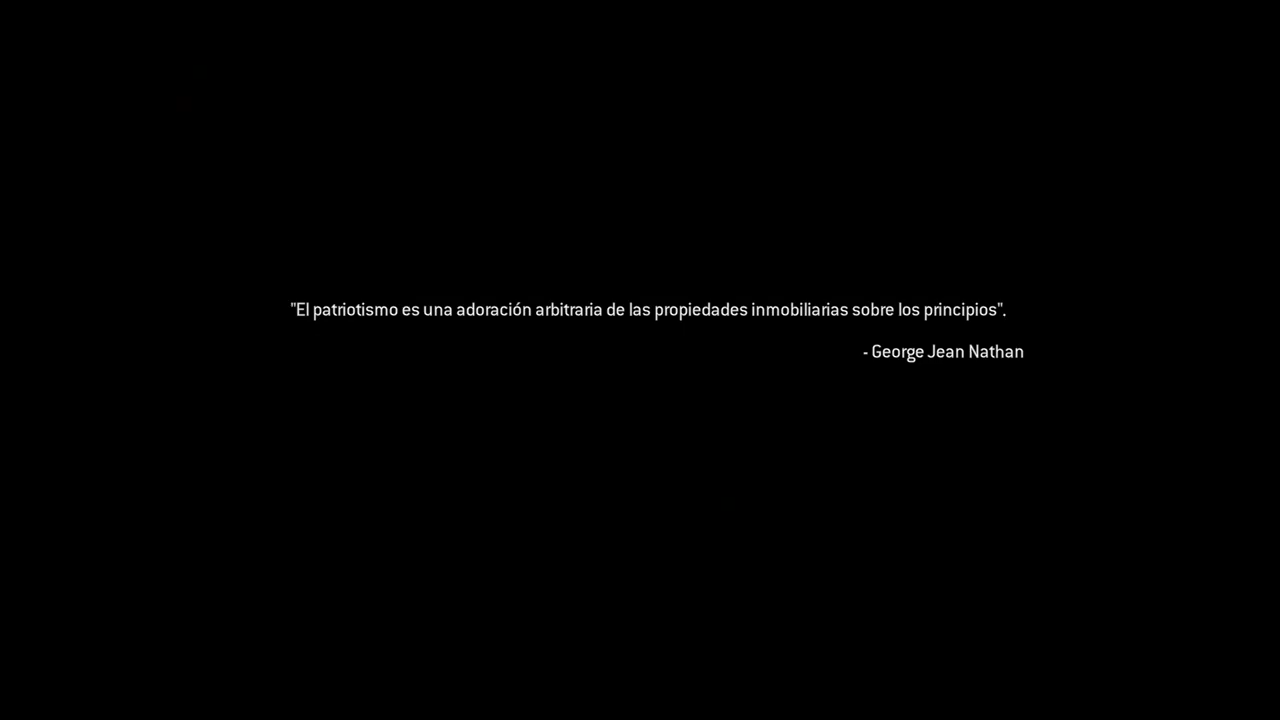 "El patriotismo es una adoración arbitraria de las propiedades inmobiliarias sobre los principios".
- George Jean Nathan